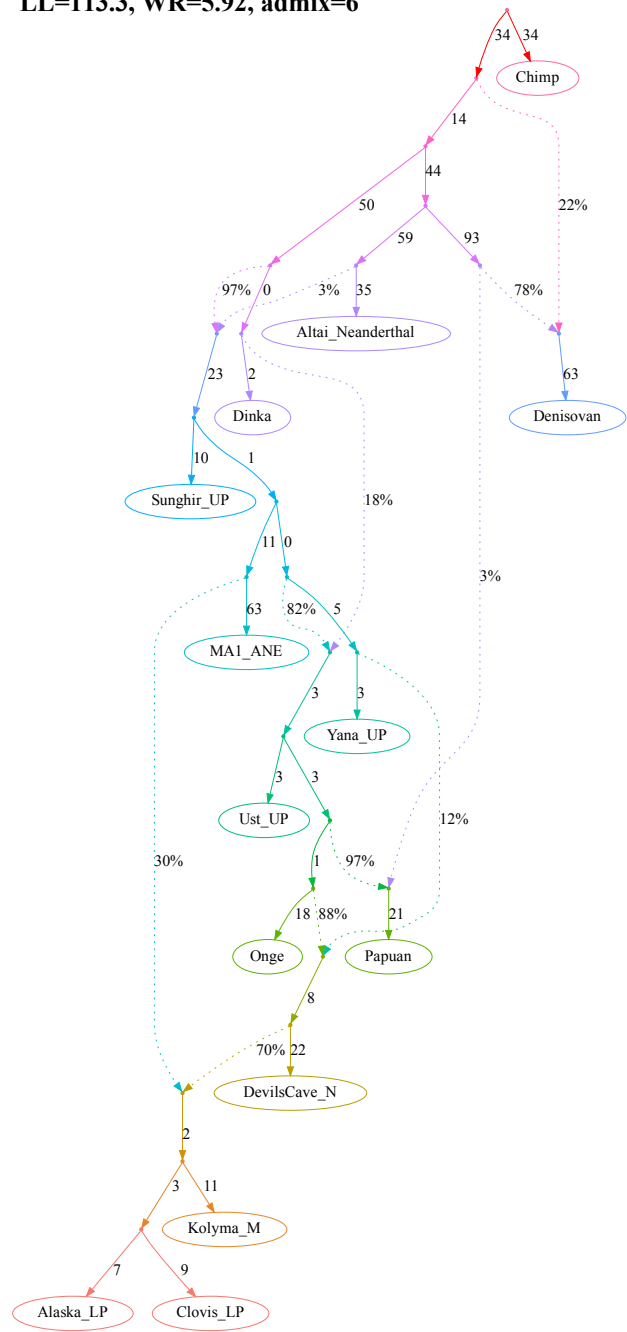 LL=113.3, WR=5.92, admix=6
34 34
Chimp
14
44
50
22%
59 93
97% 0 3% 35 78%
Altai_Neanderthal
23 2 63
Dinka Denisovan
10 1
Sunghir_UP 18%
11 0
3%
63 82% 5
MA1_ANE
3 3
Yana_UP
3 3
Ust_UP 12%
30% 1 97%
18 88% 21
Onge Papuan
8
70% 22
DevilsCave_N
2
3 11
Kolyma_M
7 9
Alaska_LP Clovis_LP